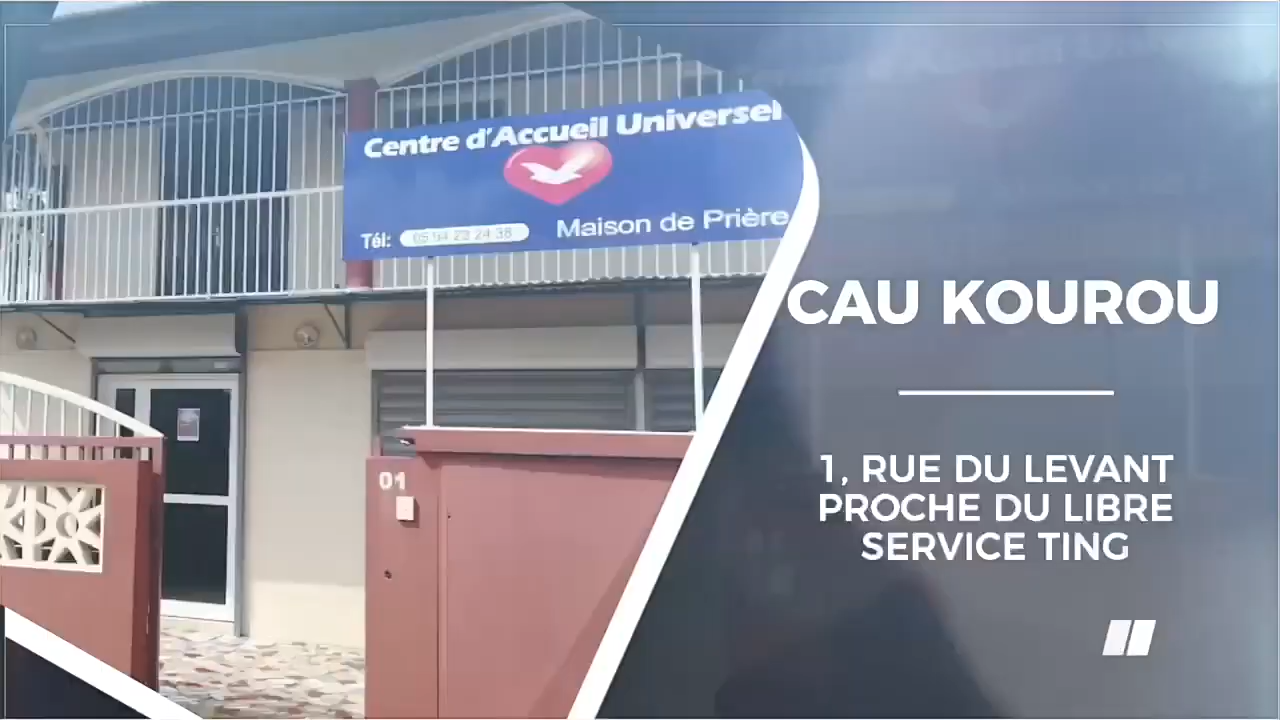 Centre d'Accueil Universel
Tél: 05 94 23 24 38 Maison de Prière
01
CAU KOUROU
1, RUE DU LEVANT
PROCHE DU LIBRE
SERVICE TING